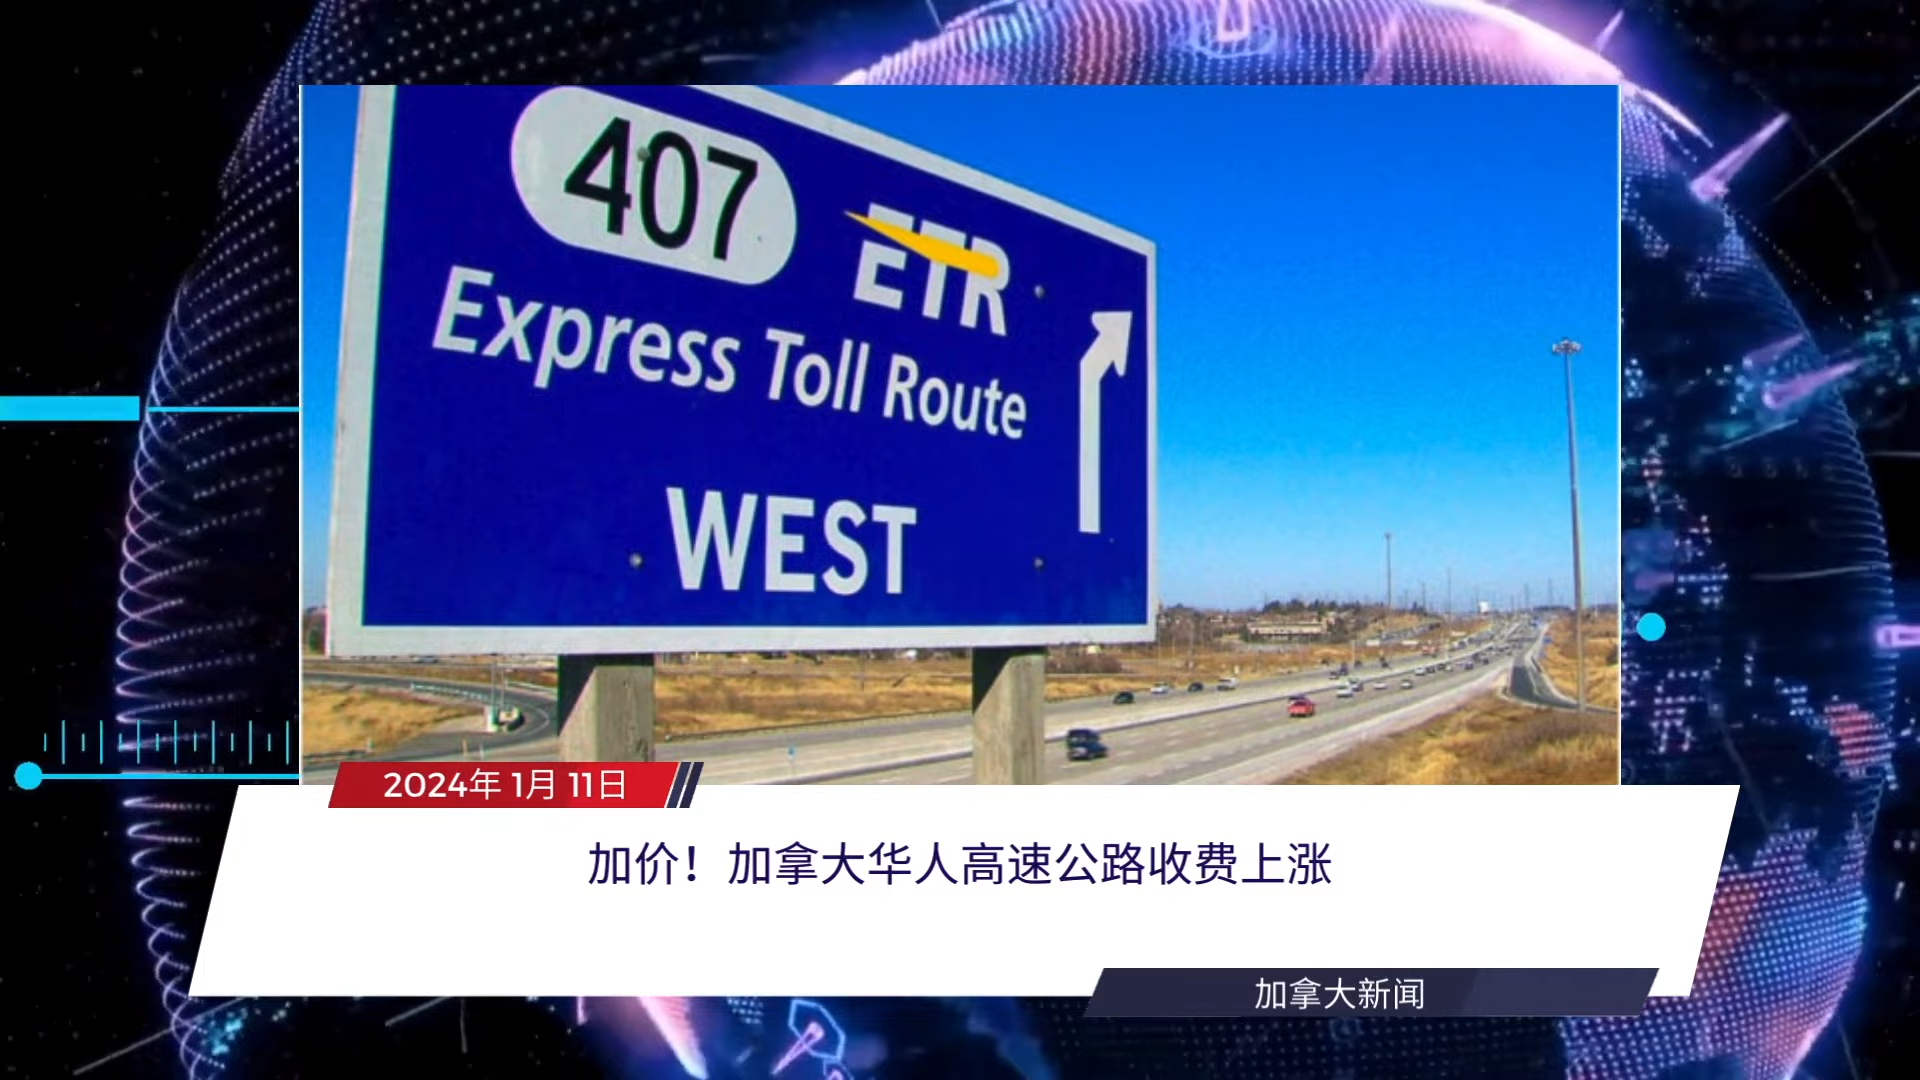 407 ETR
Express Toll Route
WEST
2024年 1月 11日
加价！加拿大华人高速公路收费上涨
加拿大新闻